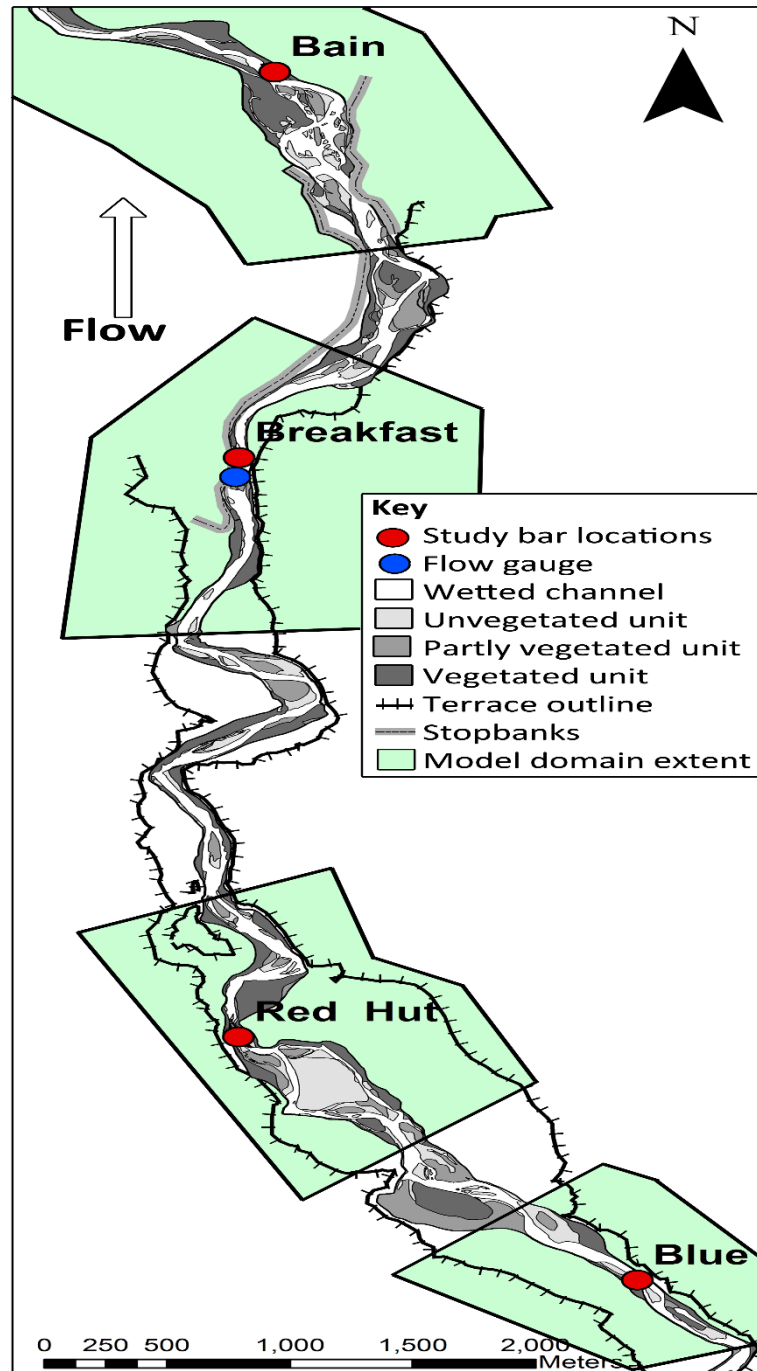 N
Bain
Flow
Breakfast
Key
Study bar locations
Flow gauge
Wetted channel
Unvegetated unit
Partly vegetated unit
Vegetated unit
Terrace outline
Stopbanks
Model domain extent
Red Hut
Blue
0 250 500 1,000 1,500 2,000
Meters